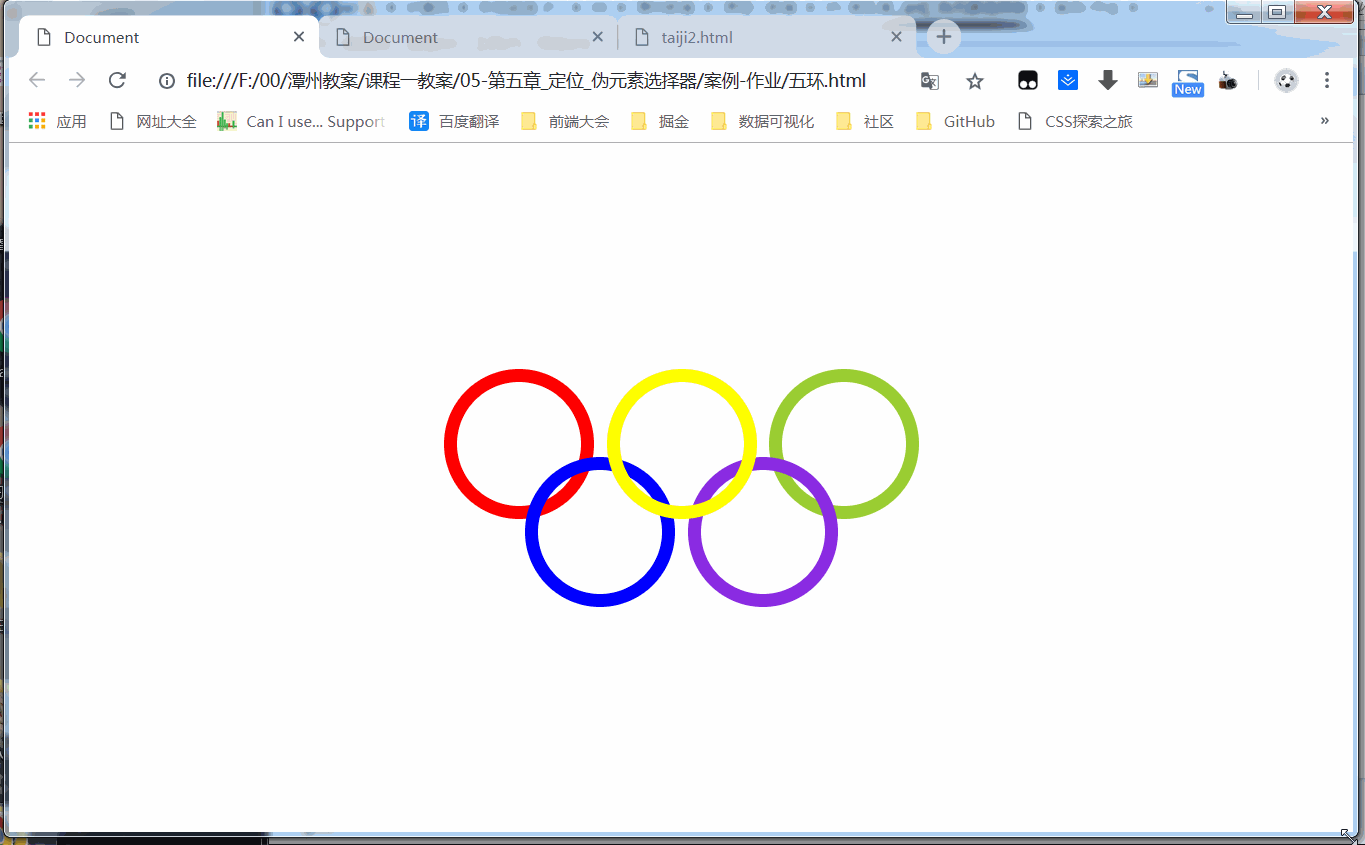 Document
Document
taiji2.html
file:///F:/00/潭州教案/课程一教案/05-第五章_定位_伪元素选择器/案例-作业/五环.html
New
应用
网址大全
Can I use... Support
译 百度翻译
前端大会
掘金
数据可视化
社区
GitHub
CSS探索之旅
»